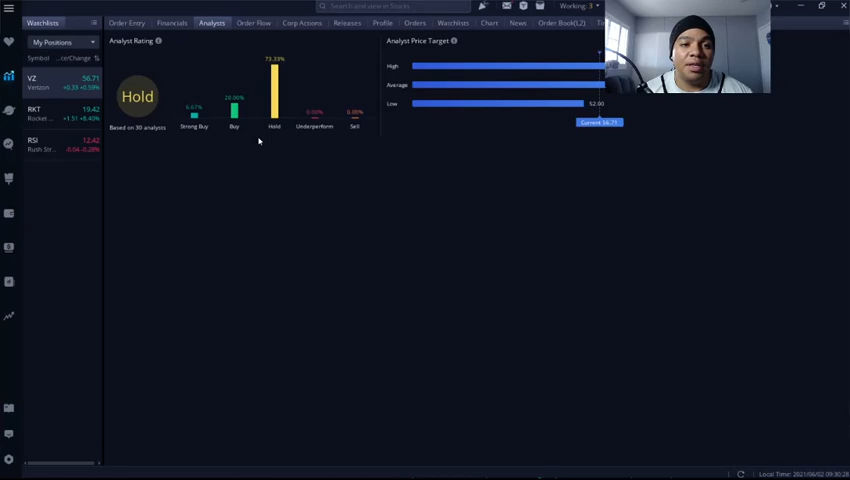 Watchlists
Order Entry Financials Analysts Order Flow Corp Actions Releases Profile Orders Watchlists Chart News Order Book(L2)
Search and view in Stocks
Working: 3
My Positions
Symbol ...ce/Change
VZ 56.71
Verizon +0.33 +0.59%
RKT 19.42
Rocket ... +1.51 +8.40%
RSI 12.42
Rush Str... -0.04 -0.28%
Analyst Rating
Hold
Based on 30 analysts
6.67%
20.00%
73.33%
0.00%
0.00%
Strong Buy Buy Hold Underperform Sell
Analyst Price Target
High
Average
Low 52.00
Current 56.71
Local Time: 2021/06/02 09:30:28